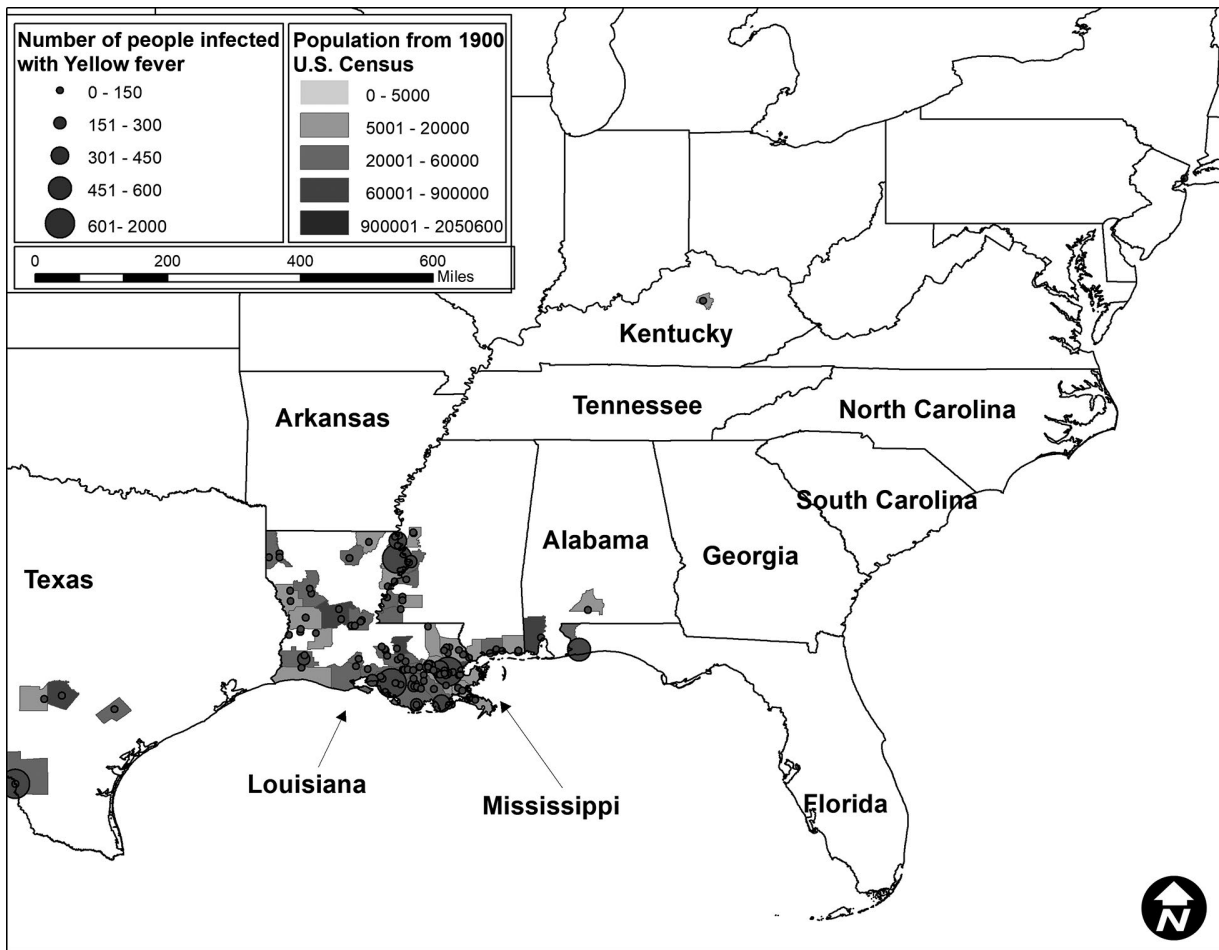 Number of people infected
with Yellow fever
0 - 150
151 - 300
301 - 450
451 - 600
601- 2000
Population from 1900
U.S. Census
0 - 5000
5001 - 20000
20001 - 60000
60001 - 900000
900001 - 2050600
0 200 400 600
Miles
Kentucky
Arkansas
Tennessee
North Carolina
South Carolina
Alabama
Georgia
Texas
Louisiana
Mississippi
Florida
N